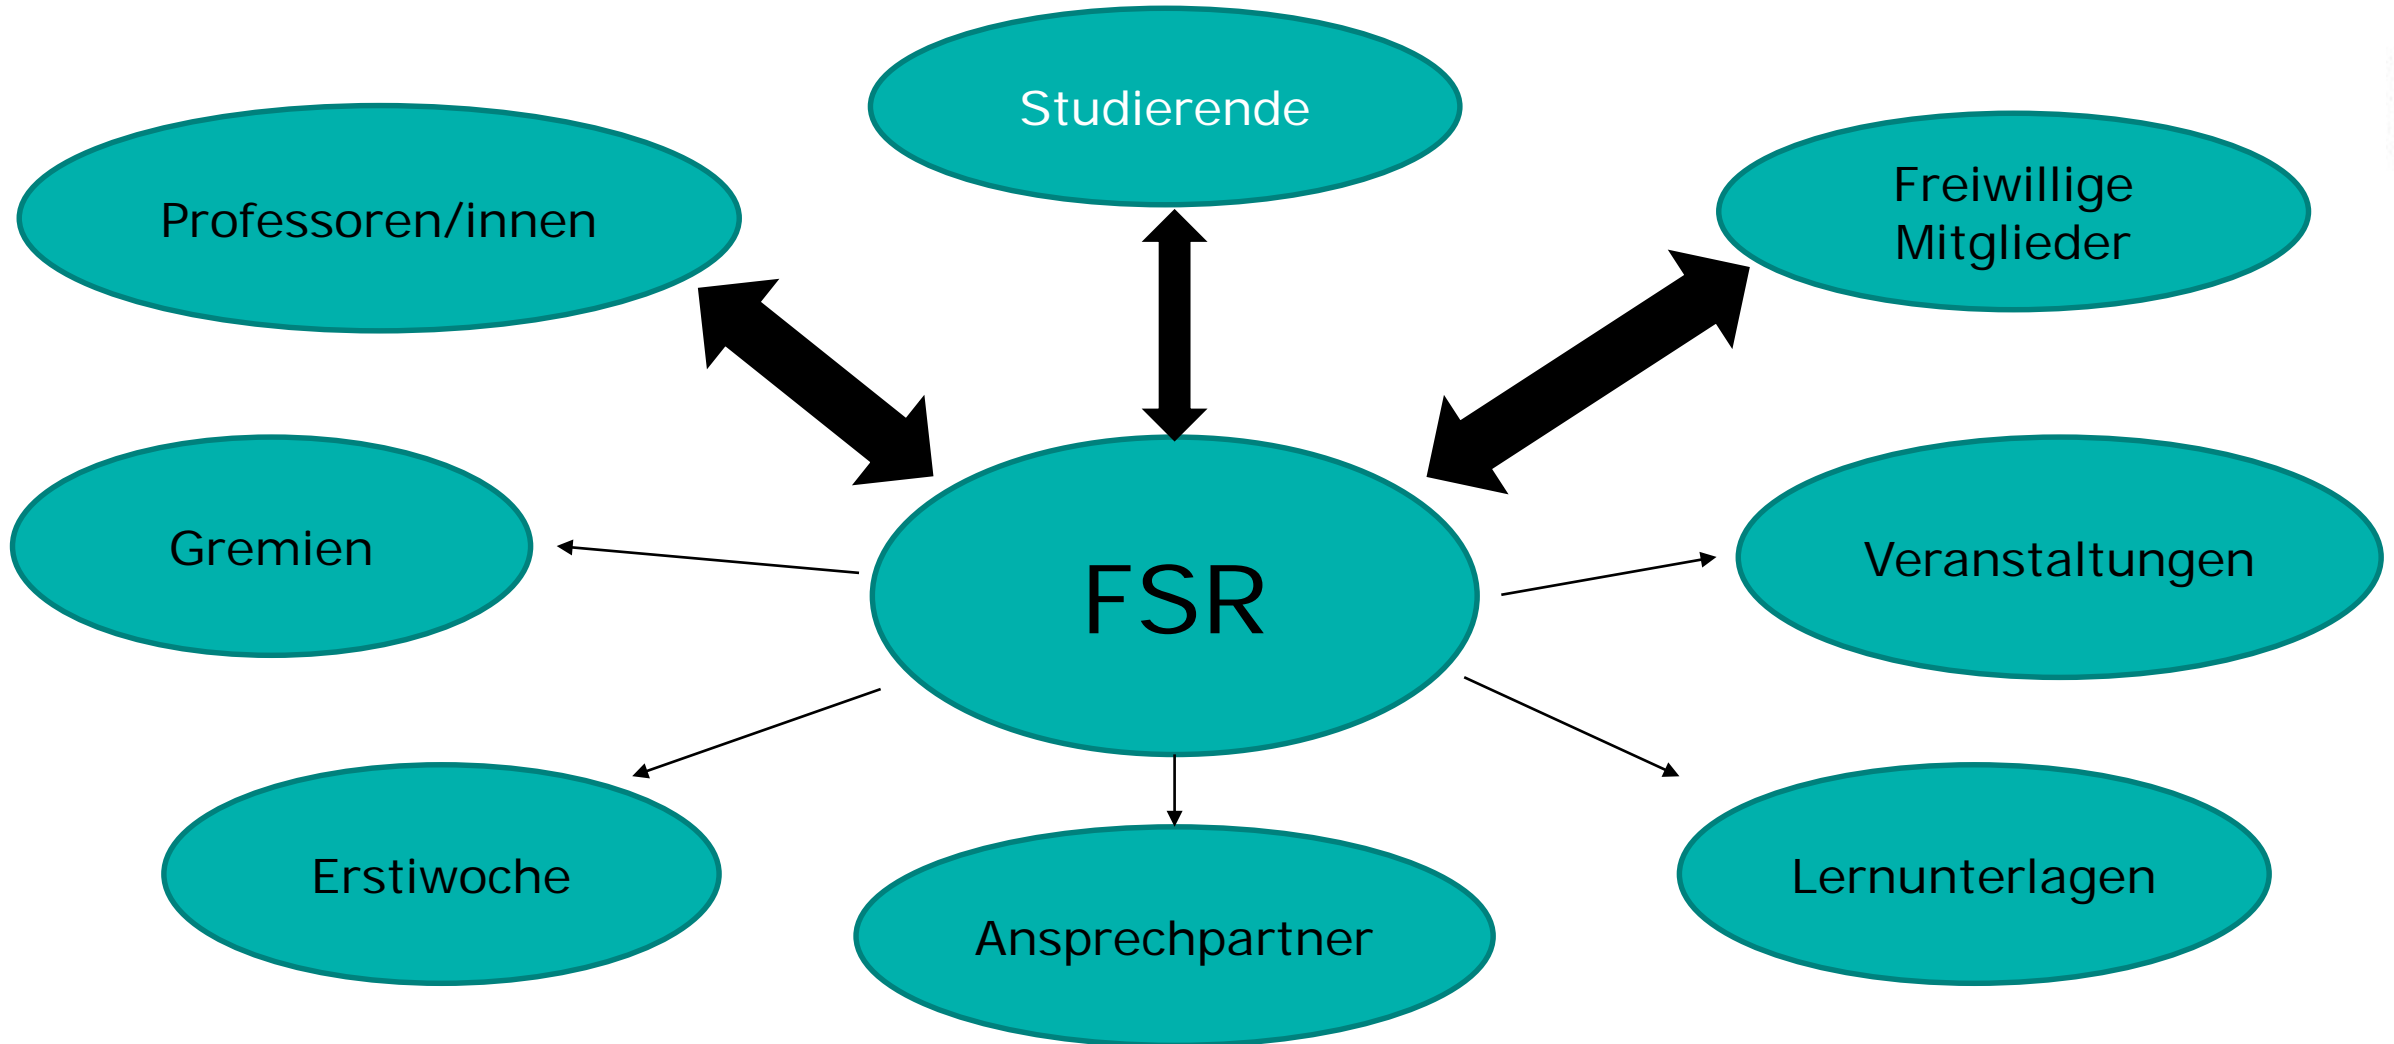 Studierende
Professoren/innen
Freiwillige
Mitglieder
Gremien
FSR
Veranstaltungen
Erstiwoche
Ansprechpartner
Lernunterlagen